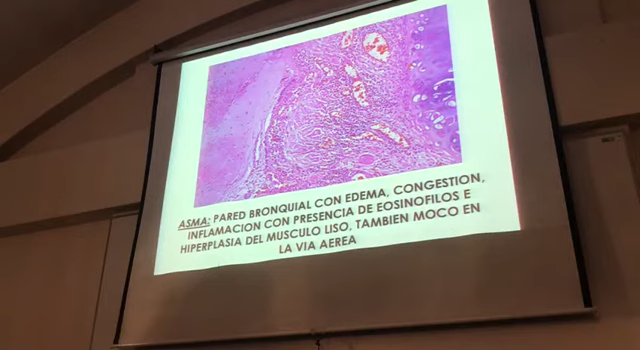 ASMA: PARED BRONQUIAL CON EDEMA, CONGESTION,
INFLAMACION CON PRESENCIA DE EOSINOFILOS E
HIPERPLASIA DEL MUSCULO LISO, TAMBIEN MOCO EN
LA VIA AEREA